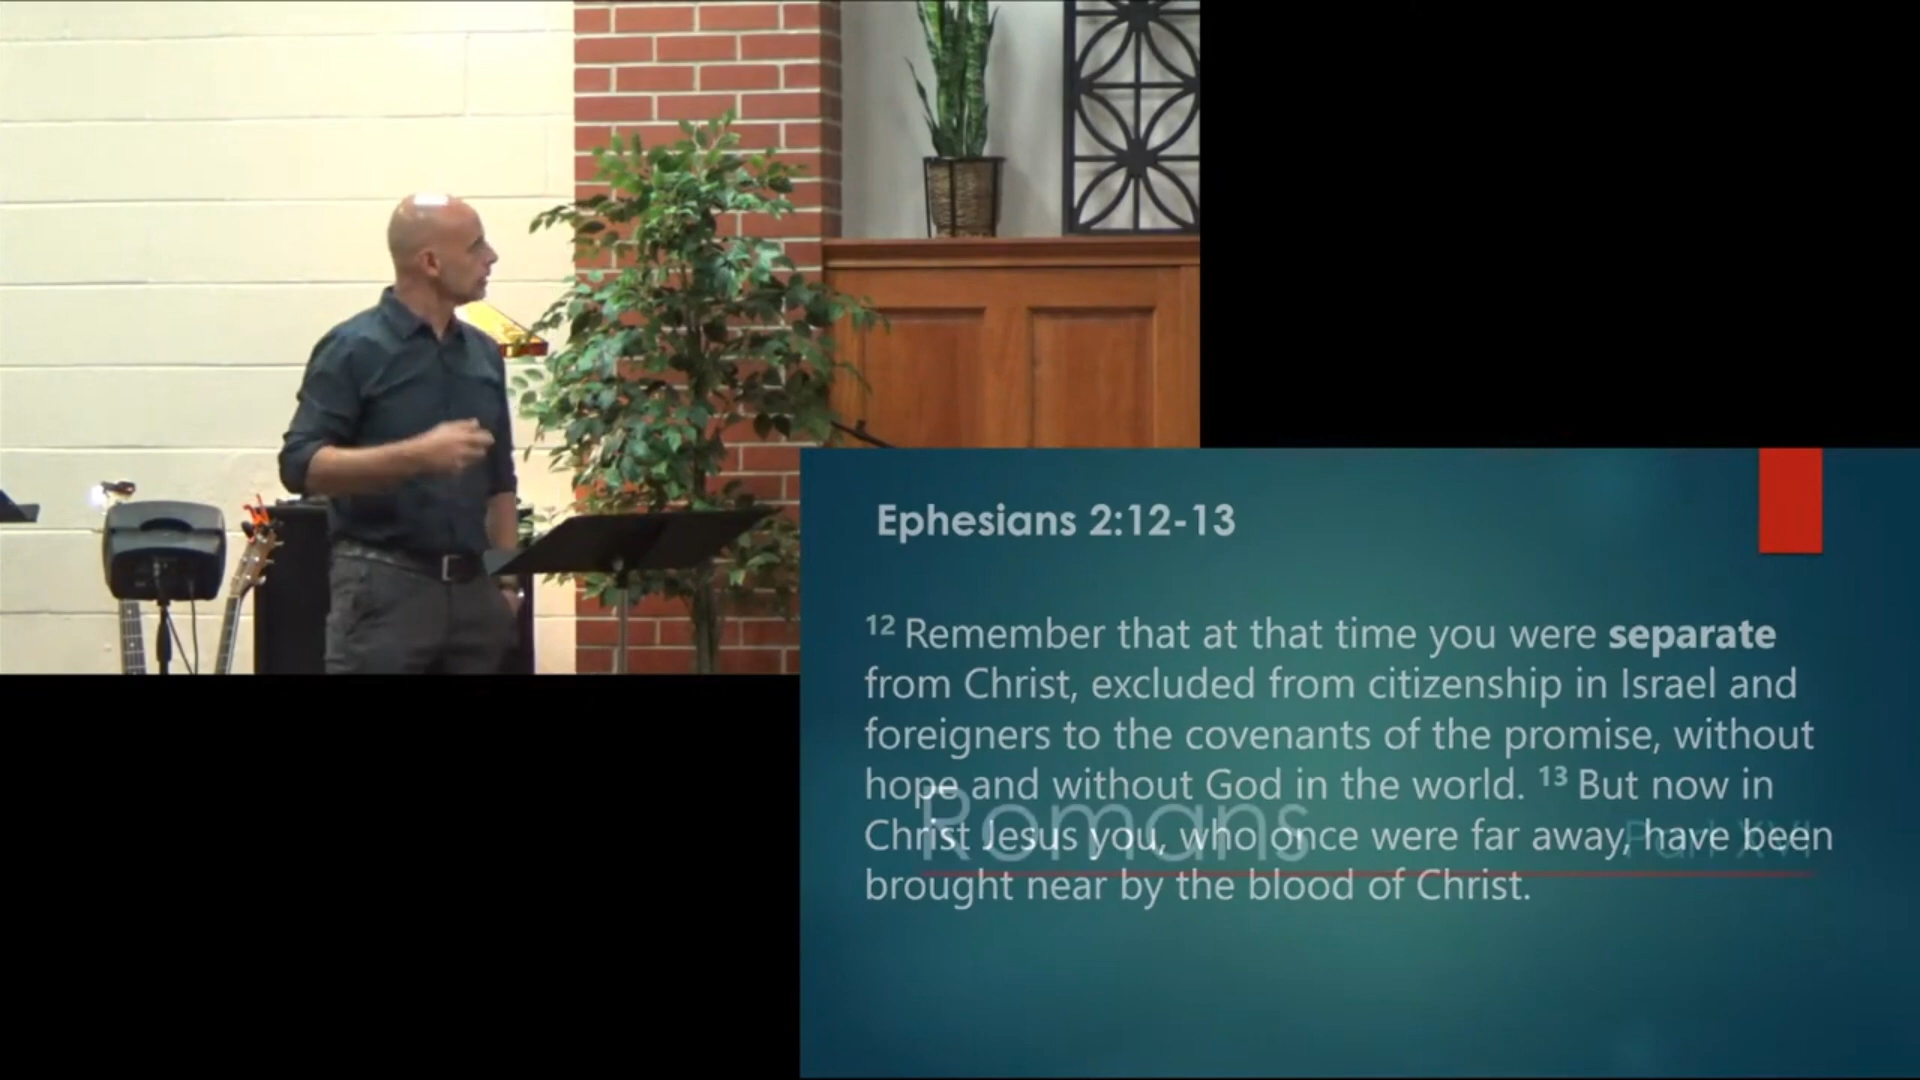 Ephesians 2:12-13
12 Remember that at that time you were separate
from Christ, excluded from citizenship in Israel and
foreigners to the covenants of the promise, without
hope and without God in the world. 13 But now in
Christ Jesus you, who once were far away, have been
brought near by the blood of Christ.
Romans
Part XVI